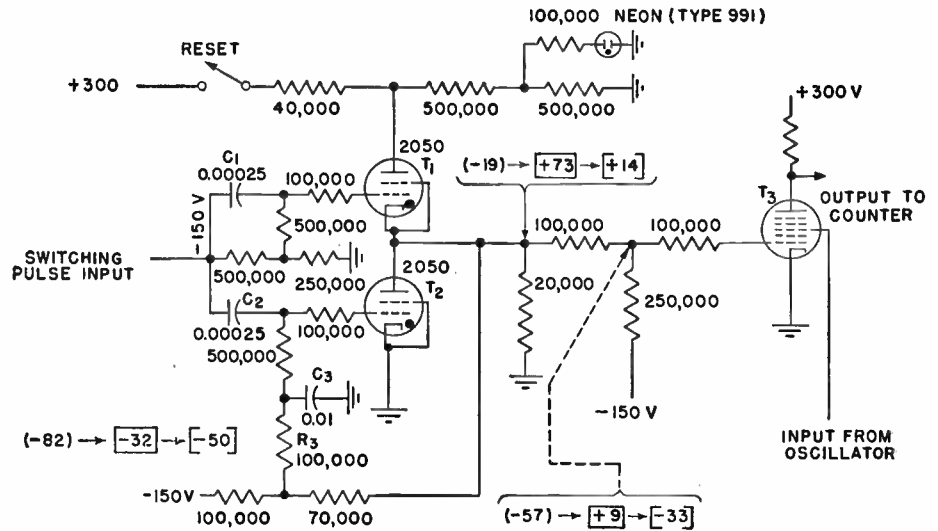 100,000 NEON (TYPE 991)
RESET
+300
40,000
500,000
500,000
+300 V
2050
T1
(-19) → +73 → [+14]
C1
0.00025
100,000
T3
OUTPUT TO
COUNTER
-150 V
500,000
100,000
100,000
SWITCHING
PULSE INPUT
500,000
250,000
2050
T2
20,000
250,000
C2
0.00025
100,000
500,000
C3
0.01
-150 V
(-82) → -32 → [-50]
R3
100,000
INPUT FROM
OSCILLATOR
-150V
100,000
70,000
(-57) → +9 → [-33]